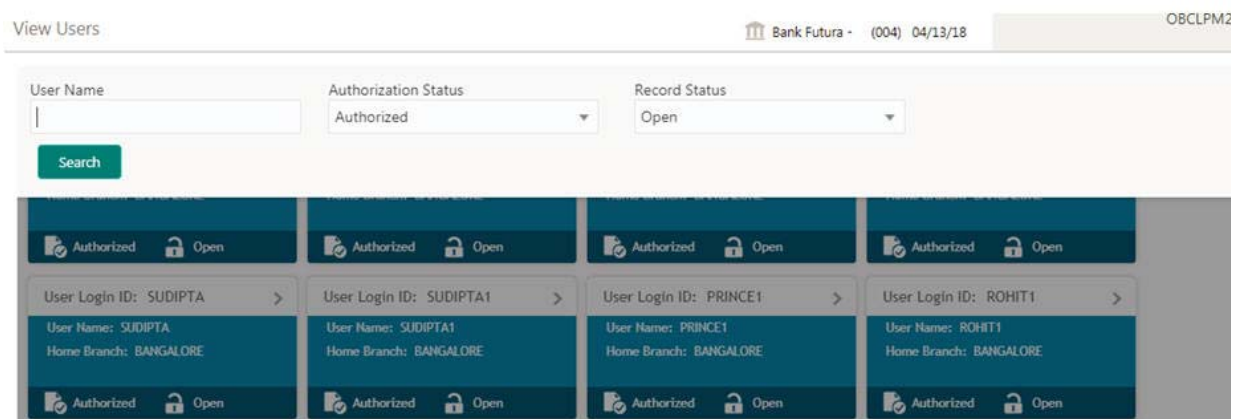 OBCLPM2
View Users
Bank Futura - (004) 04/13/18
User Name Authorization Status Record Status
Authorized Open
Search
Authorized Open Authorized Open Authorized Open Authorized Open
User Login ID: SUDIPTA User Login ID: SUDIPTA1 User Login ID: PRINCE1 User Login ID: ROHIT1
User Name: SUDIPTA User Name: SUDIPTA1 User Name: PRINCE1 User Name: ROHIT1
Home Branch: BANGALORE Home Branch: BANGALORE Home Branch: BANGALORE Home Branch: BANGALORE
Authorized Open Authorized Open Authorized Open Authorized Open